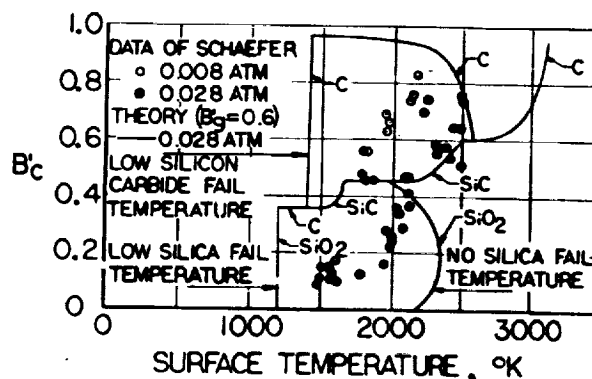 1.0
DATA OF SCHAEFER
○ 0.008 ATM
● 0.028 ATM
THEORY (B'g=0.6)
— 0.028 ATM
LOW SILICON
CARBIDE FAIL
TEMPERATURE
LOW SILICA FAIL
TEMPERATURE
0.8
0.6
B'c
0.4
0.2
0
C
C
C
SiC
SiC
C
SiO2
SiO2
NO SILICA FAIL
TEMPERATURE
0
1000
2000
3000
SURFACE TEMPERATURE, °K